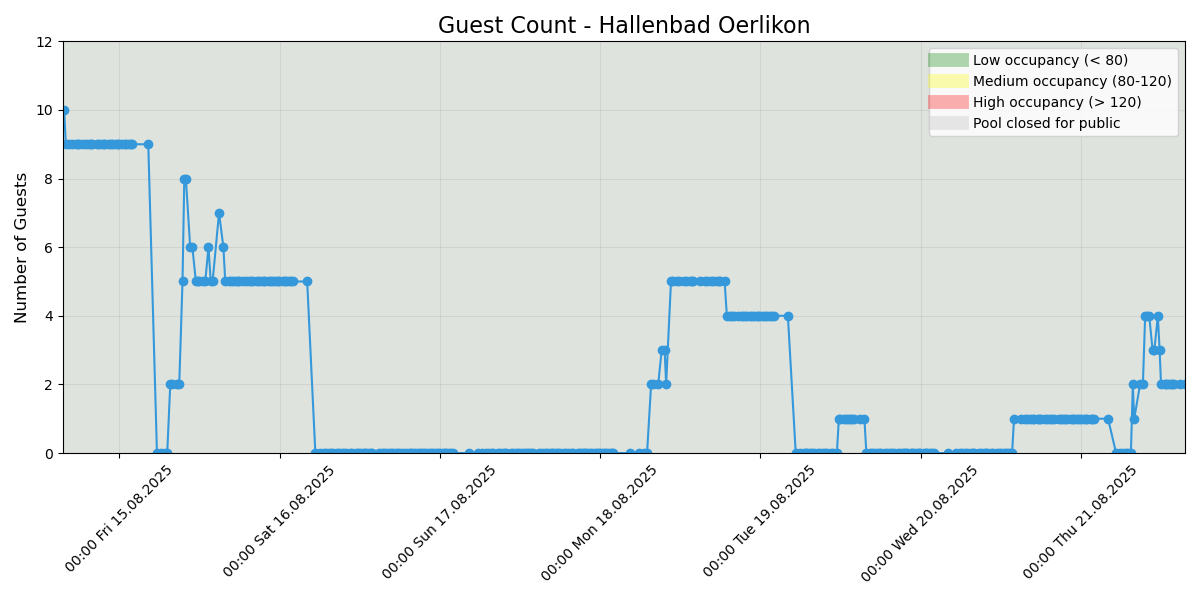 Guest Count - Hallenbad Oerlikon
Low occupancy (< 80)
Medium occupancy (80-120)
High occupancy (> 120)
Pool closed for public
Number of Guests
12
10
8
6
4
2
0
00:00 Fri 15.08.2025
00:00 Sat 16.08.2025
00:00 Sun 17.08.2025
00:00 Mon 18.08.2025
00:00 Tue 19.08.2025
00:00 Wed 20.08.2025
00:00 Thu 21.08.2025